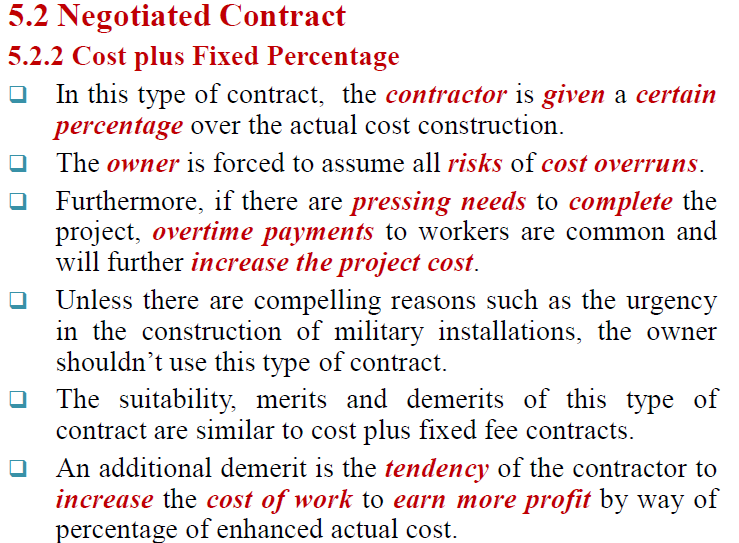 5.2 Negotiated Contract
5.2.2 Cost plus Fixed Percentage
❑ In this type of contract, the contractor is given a certain
percentage over the actual cost construction.
❑ The owner is forced to assume all risks of cost overruns.
❑ Furthermore, if there are pressing needs to complete the
project, overtime payments to workers are common and
will further increase the project cost.
❑ Unless there are compelling reasons such as the urgency
in the construction of military installations, the owner
shouldn’t use this type of contract.
❑ The suitability, merits and demerits of this type of
contract are similar to cost plus fixed fee contracts.
❑ An additional demerit is the tendency of the contractor to
increase the cost of work to earn more profit by way of
percentage of enhanced actual cost.